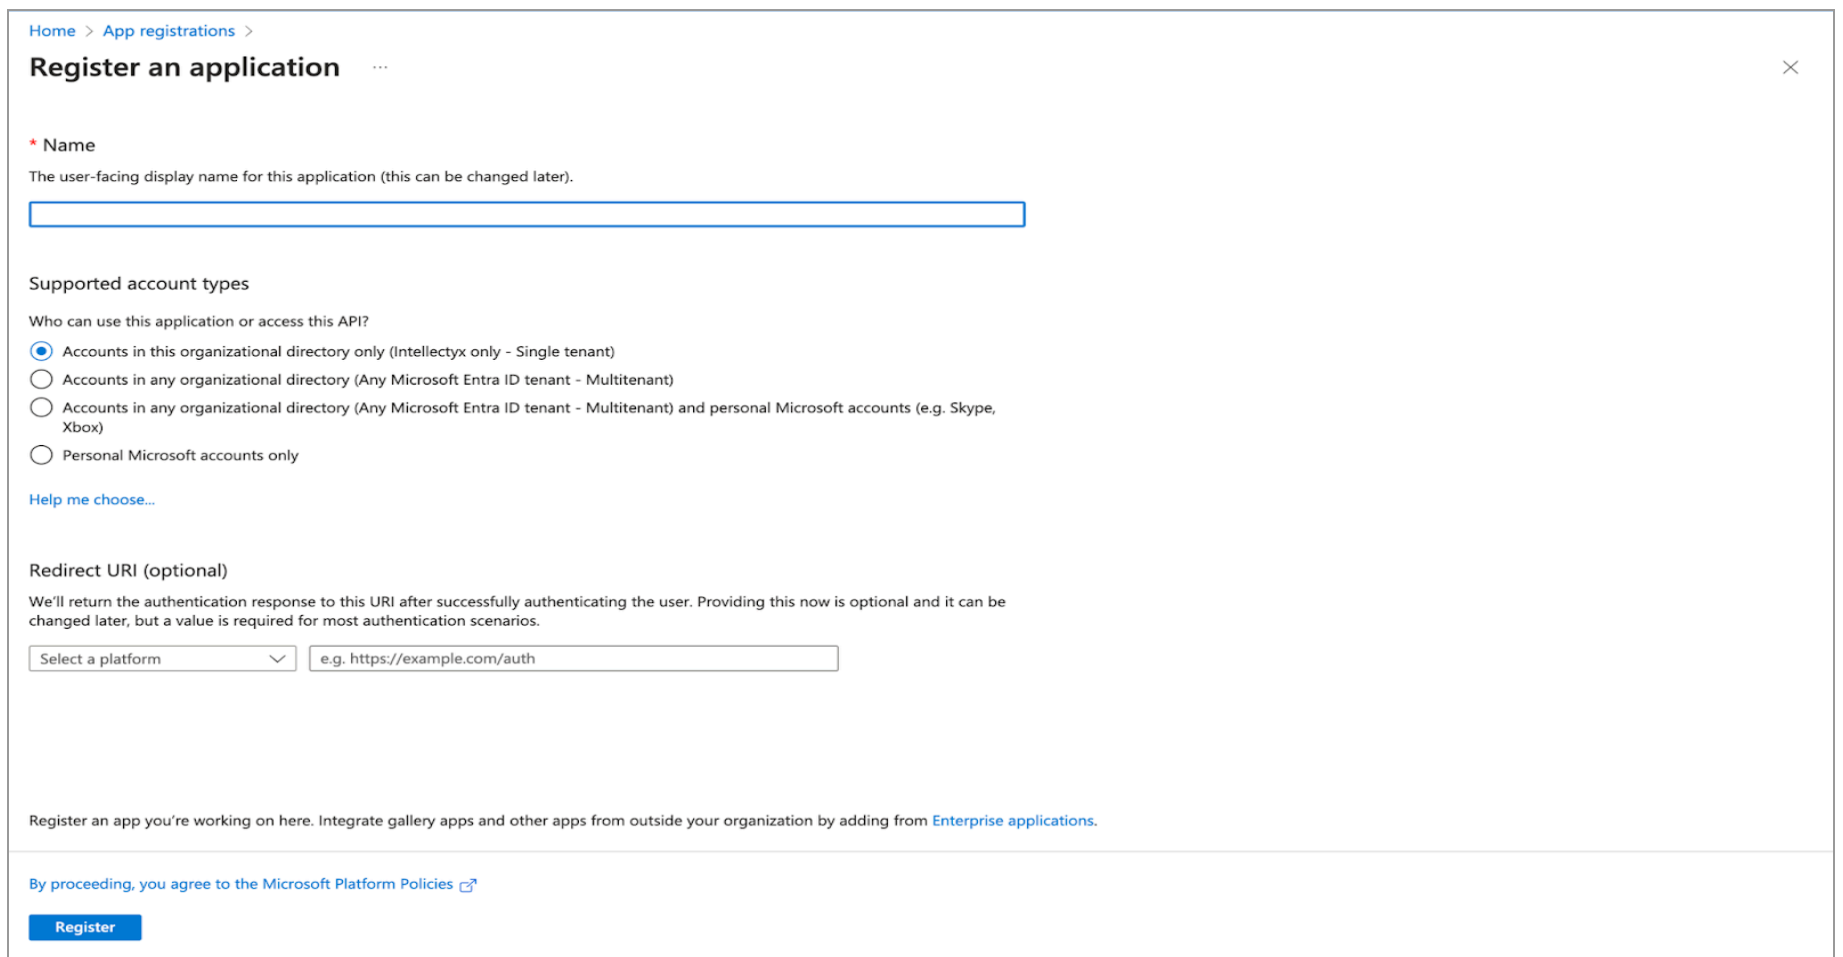 Home > App registrations >
Register an application ...
* Name
The user-facing display name for this application (this can be changed later).
Supported account types
Who can use this application or access this API?
Accounts in this organizational directory only (Intellectyx only - Single tenant)
Accounts in any organizational directory (Any Microsoft Entra ID tenant - Multitenant)
Accounts in any organizational directory (Any Microsoft Entra ID tenant - Multitenant) and personal Microsoft accounts (e.g. Skype,
Xbox)
Personal Microsoft accounts only
Help me choose...
Redirect URI (optional)
We'll return the authentication response to this URI after successfully authenticating the user. Providing this now is optional and it can be
changed later, but a value is required for most authentication scenarios.
Select a platform e.g. https://example.com/auth
Register an app you're working on here. Integrate gallery apps and other apps from outside your organization by adding from Enterprise applications.
By proceeding, you agree to the Microsoft Platform Policies
Register